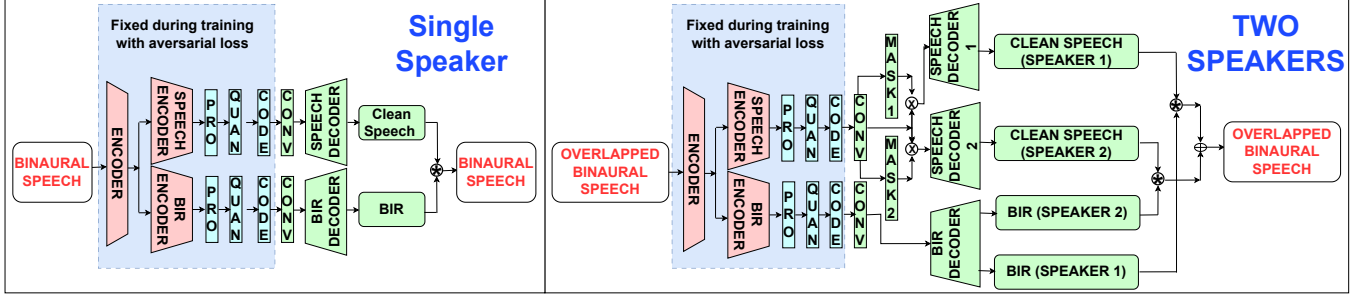 Fixed during training
with aversarial loss
Single
Speaker
BINAURAL
SPEECH
ENCODER
SPEECH
ENCODER
PRO
QUAN
CODE
CONV
SPEECH
DECODER
Clean
Speech
BIR
ENCODER
PRO
QUAN
CODE
CONV
BIR
DECODER
BIR
*
BINAURAL
SPEECH
Fixed during training
with aversarial loss
TWO
SPEAKERS
OVERLAPPED
BINAURAL
SPEECH
ENCODER
SPEECH
ENCODER
PRO
QUAN
CODE
CONV
MASK1
MASK2
X
X
SPEECH
DECODER
1
CLEAN SPEECH
(SPEAKER 1)
SPEECH
DECODER
2
CLEAN SPEECH
(SPEAKER 2)
BIR
ENCODER
PRO
QUAN
CODE
CONV
BIR
DECODER
BIR (SPEAKER 2)
BIR (SPEAKER 1)
*
*
+
OVERLAPPED
BINAURAL
SPEECH